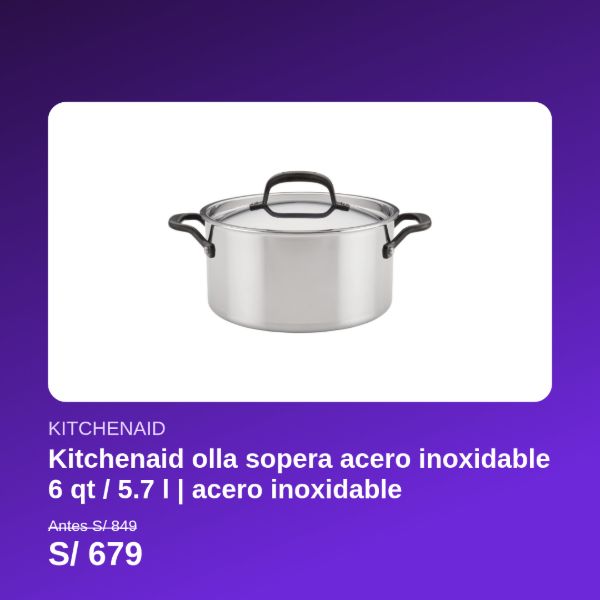 KITCHENAID
Kitchenaid olla sopera acero inoxidable
6 qt / 5.7 l | acero inoxidable
Antes S/ 849
S/ 679